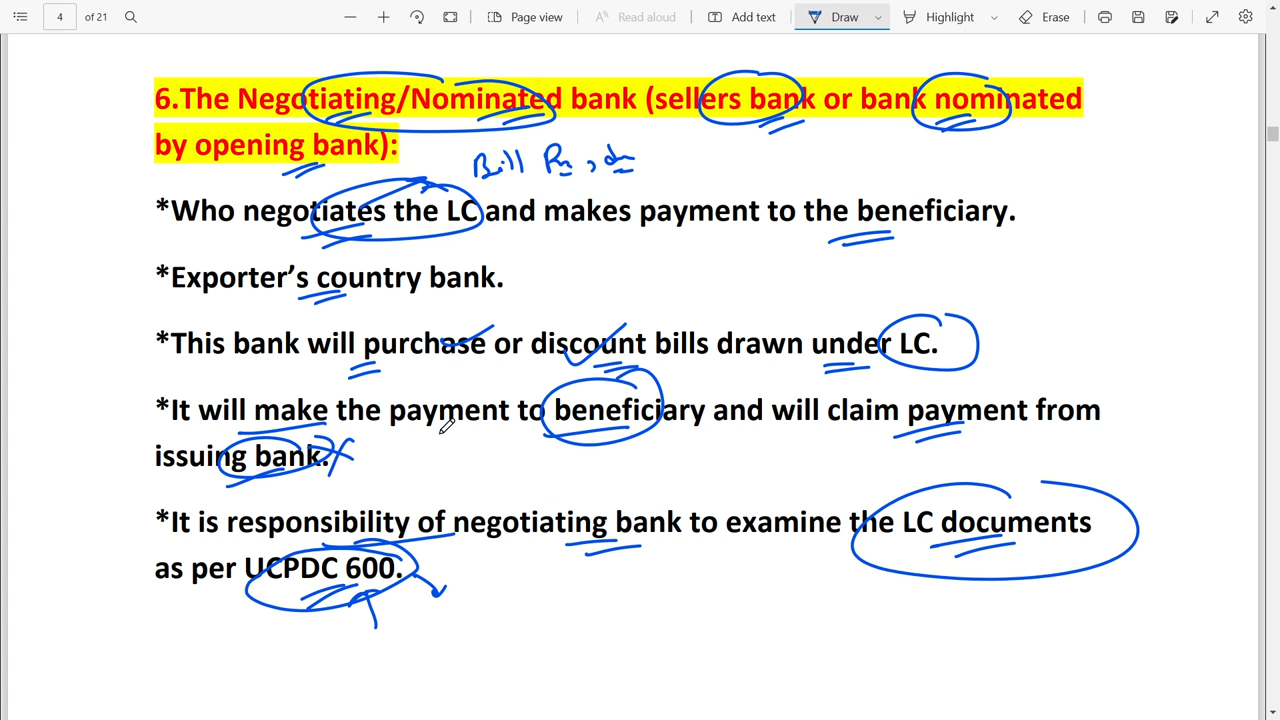 4 of 21 Page view Read aloud Add text Draw Highlight Erase
6.The Negotiating/Nominated bank (sellers bank or bank nominated
by opening bank):
Bill
*Who negotiates the LC and makes payment to the beneficiary.
*Exporter’s country bank.
*This bank will purchase or discount bills drawn under LC.
*It will make the payment to beneficiary and will claim payment from
issuing bank.
*It is responsibility of negotiating bank to examine the LC documents
as per UCPDC 600.